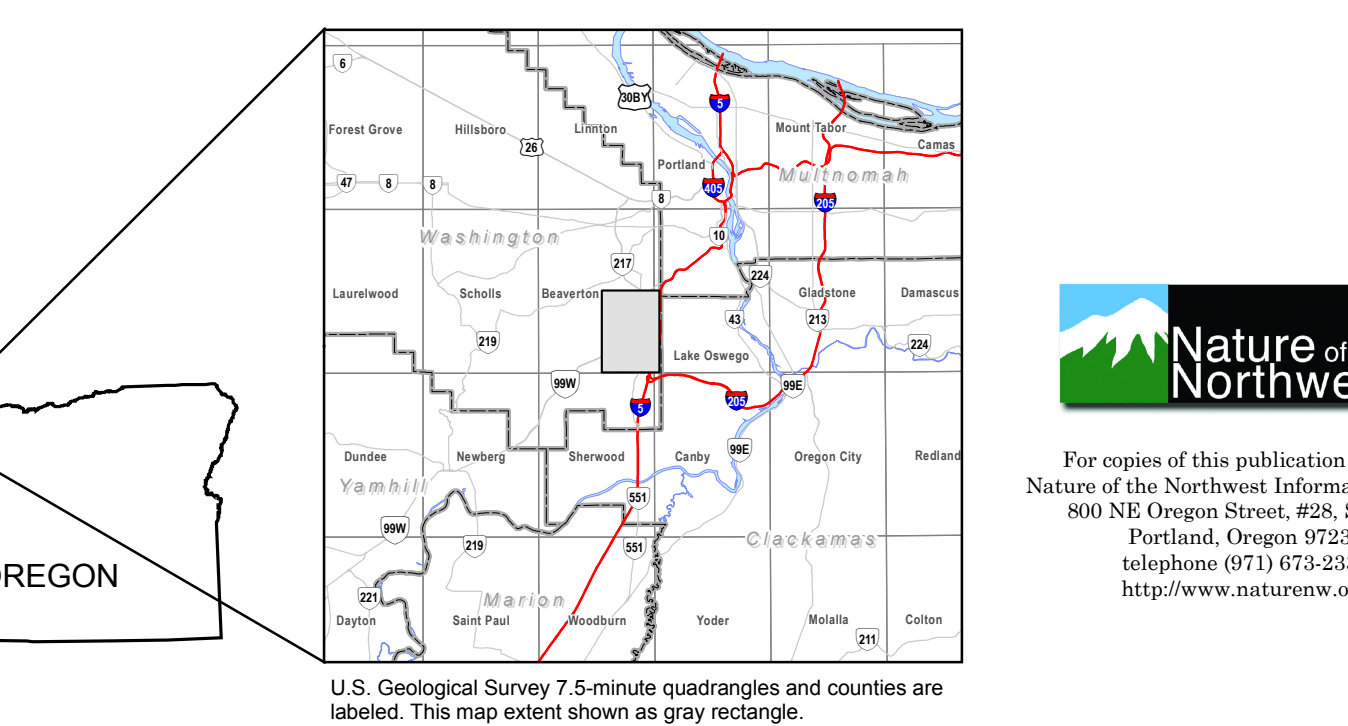 6
30BY
5
Forest Grove
Hillsboro
Linnton
Mount Tabor
26
Camas
Portland
Multnomah
47
8
8
405
8
205
Washington
10
217
224
Laurelwood
Scholls
Beaverton
Gladstone
Damascus
43
213
219
224
Lake Oswego
99W
99E
5
205
99E
Dundee
Newberg
Sherwood
Canby
Oregon City
Redland
Yamhill
551
99W
219
551
Clackamas
OREGON
221
Marion
Dayton
Saint Paul
Woodburn
Yoder
Molalla
Colton
211
U.S. Geological Survey 7.5-minute quadrangles and counties are
labeled. This map extent shown as gray rectangle.
Nature of
Northwe
For copies of this publication
Nature of the Northwest Informa
800 NE Oregon Street, #28, S
Portland, Oregon 9723
telephone (971) 673-233
http://www.naturenw.o